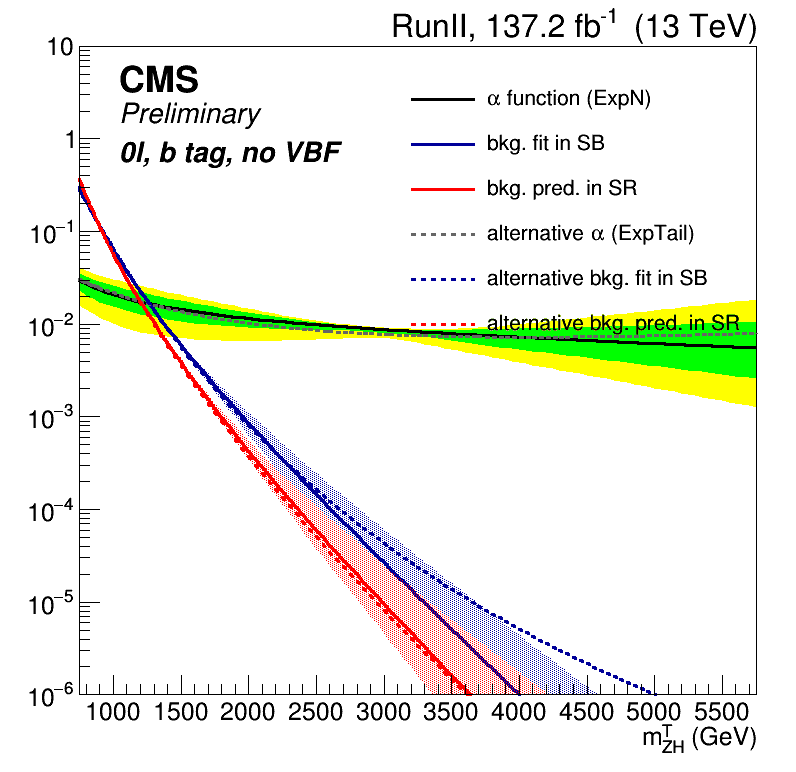 RunII, 137.2 fb⁻¹ (13 TeV)
CMS
Preliminary
0l, b tag, no VBF
α function (ExpN)
bkg. fit in SB
bkg. pred. in SR
alternative α (ExpTail)
alternative bkg. fit in SB
alternative bkg. pred. in SR
10
1
10⁻¹
10⁻²
10⁻³
10⁻⁴
10⁻⁵
10⁻⁶
1000 1500 2000 2500 3000 3500 4000 4500 5000 5500
m^T_ZH (GeV)